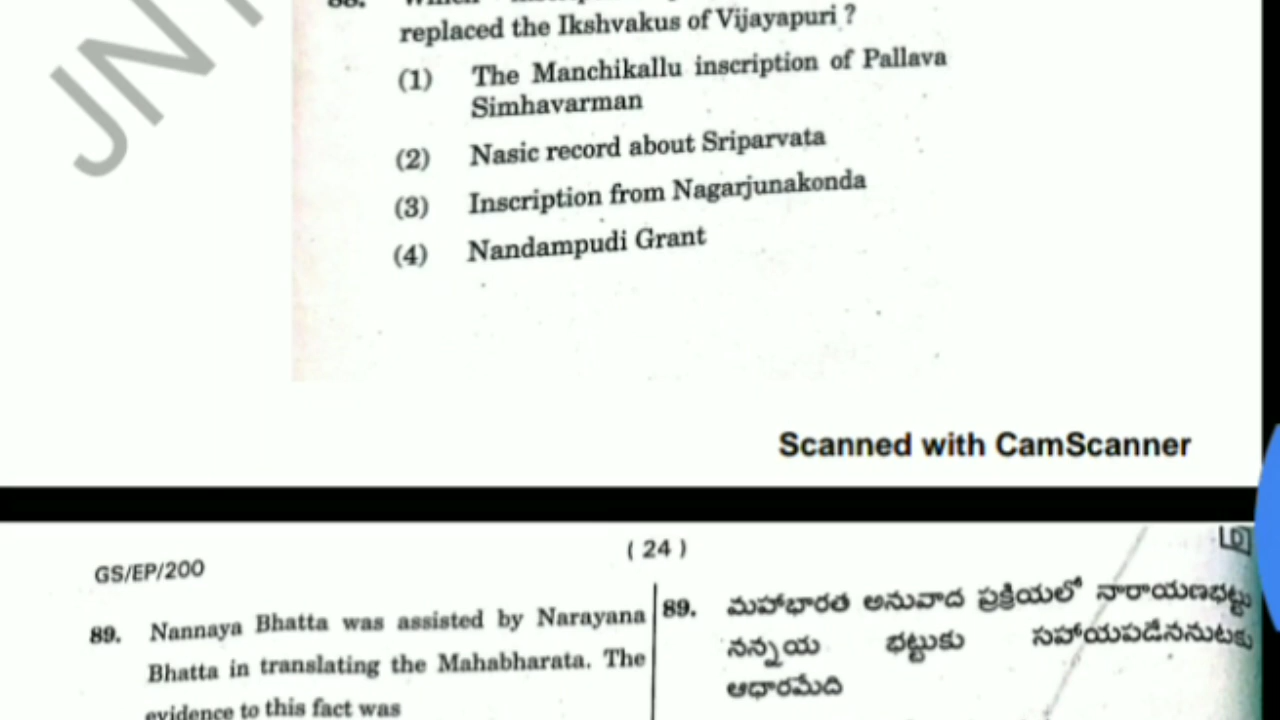 replaced the Ikshvakus of Vijayapuri ?
(1) The Manchikallu inscription of Pallava
Simhavarman
(2) Nasic record about Sriparvata
(3) Inscription from Nagarjunakonda
(4) Nandampudi Grant
JNT
Scanned with CamScanner
GS/EP/200
( 24 )
89. Nannaya Bhatta was assisted by Narayana
Bhatta in translating the Mahabharata. The
evidence to this fact was
89. మహాభారత అనువాద ప్రక్రియలో నారాయణభట్టు
నన్నయ భట్టుకు సహాయపడెననుటకు
ఆధారమేది